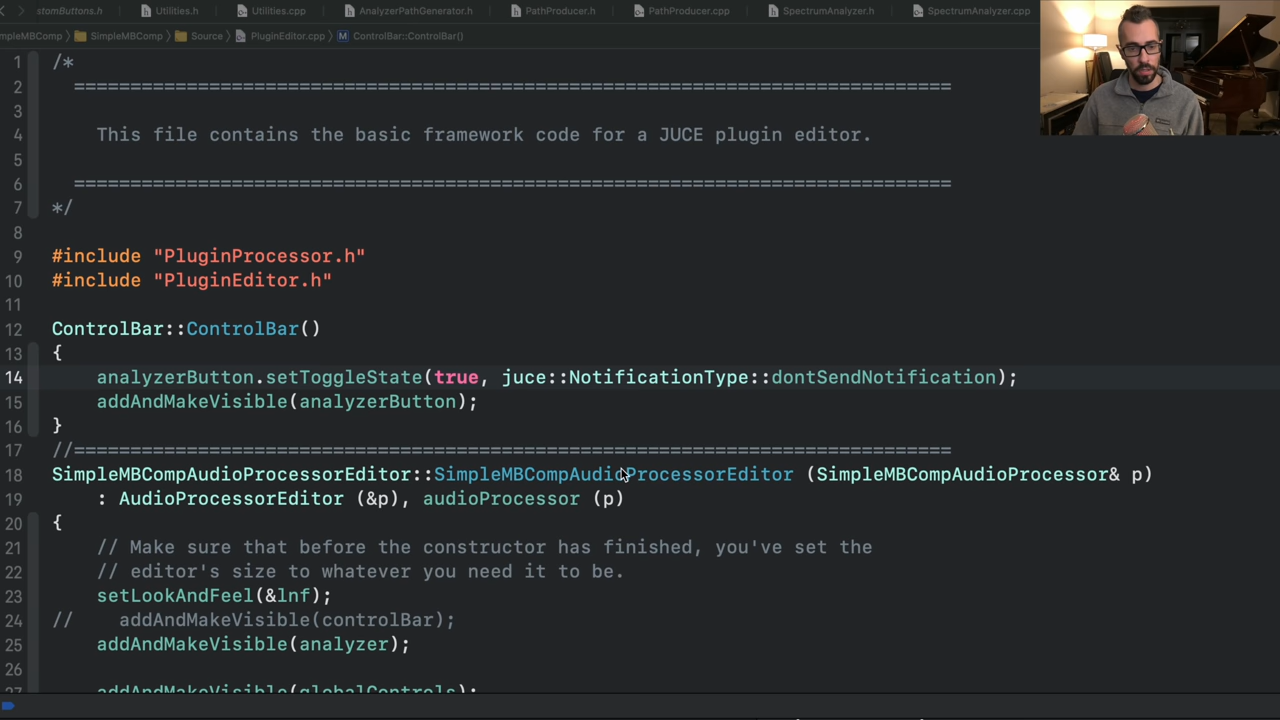 stomButtons.h Utilities.h Utilities.cpp AnalyzerPathGenerator.h PathProducer.h PathProducer.cpp SpectrumAnalyzer.h SpectrumAnalyzer.cpp
mpleMBComp SimpleMBComp Source PluginEditor.cpp M ControlBar::ControlBar()
1 /*
2 ==============================================================================
3
4 This file contains the basic framework code for a JUCE plugin editor.
5
6 ==============================================================================
7 */
8
9 #include "PluginProcessor.h"
10 #include "PluginEditor.h"
11
12 ControlBar::ControlBar()
13 {
14 analyzerButton.setToggleState(true, juce::NotificationType::dontSendNotification);
15 addAndMakeVisible(analyzerButton);
16 }
17 //==============================================================================
18 SimpleMBCompAudioProcessorEditor::SimpleMBCompAudioProcessorEditor (SimpleMBCompAudioProcessor& p)
19 : AudioProcessorEditor (&p), audioProcessor (p)
20 {
21 // Make sure that before the constructor has finished, you've set the
22 // editor's size to whatever you need it to be.
23 setLookAndFeel(&lnf);
24 // addAndMakeVisible(controlBar);
25 addAndMakeVisible(analyzer);
26
27 addAndMakeVisible(globalControls);